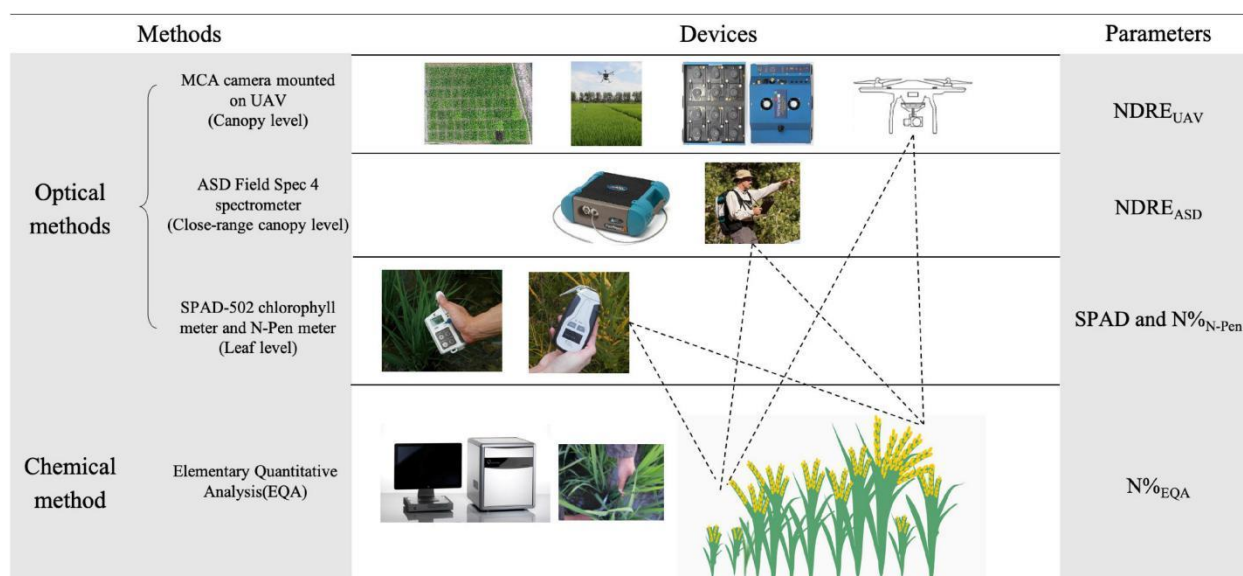 Methods
Devices
Parameters
Optical
methods
MCA camera mounted
on UAV
(Canopy level)
NDRE_UAV
ASD Field Spec 4
spectrometer
(Close-range canopy level)
NDRE_ASD
SPAD-502 chlorophyll
meter and N-Pen meter
(Leaf level)
SPAD and N%_N-Pen
Chemical
method
Elementary Quantitative
Analysis(EQA)
N%_EQA